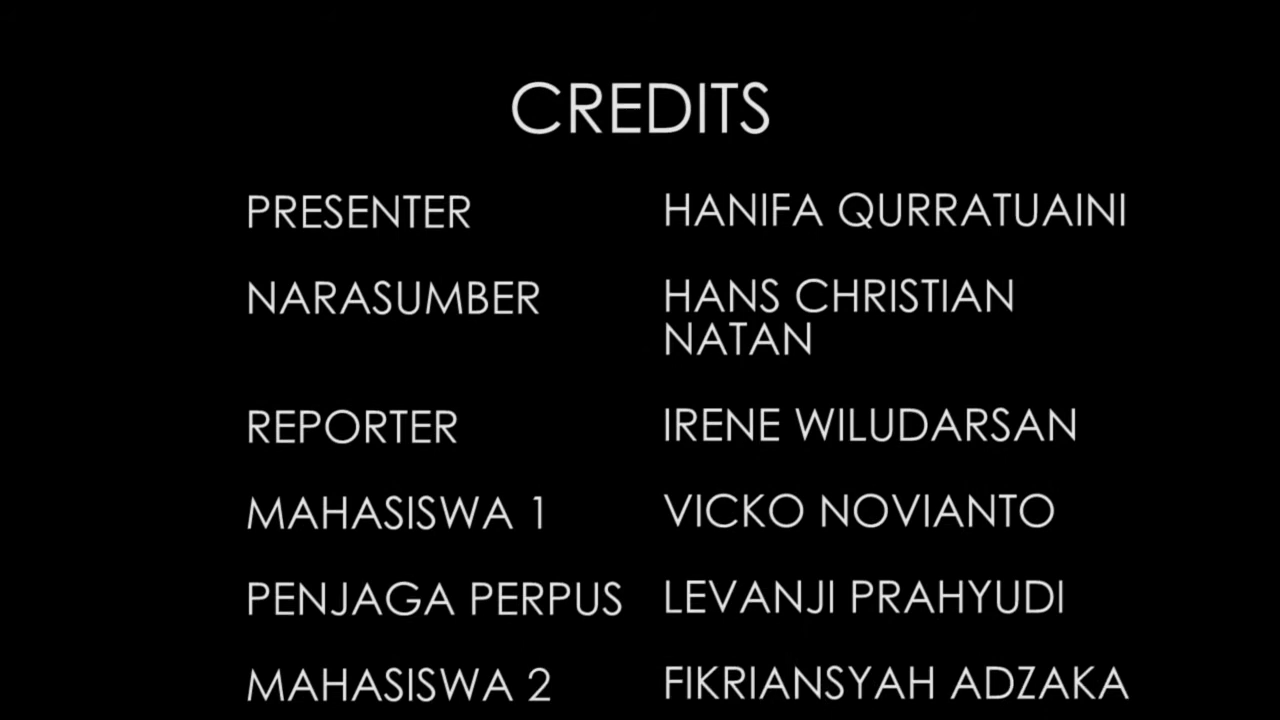 CREDITS
PRESENTER HANIFA QURRATUAINI
NARASUMBER HANS CHRISTIAN
NATAN
REPORTER IRENE WILUDARSAN
MAHASISWA 1 VICKO NOVIANTO
PENJAGA PERPUS LEVANJI PRAHYUDI
MAHASISWA 2 FIKRIANSYAH ADZAKA